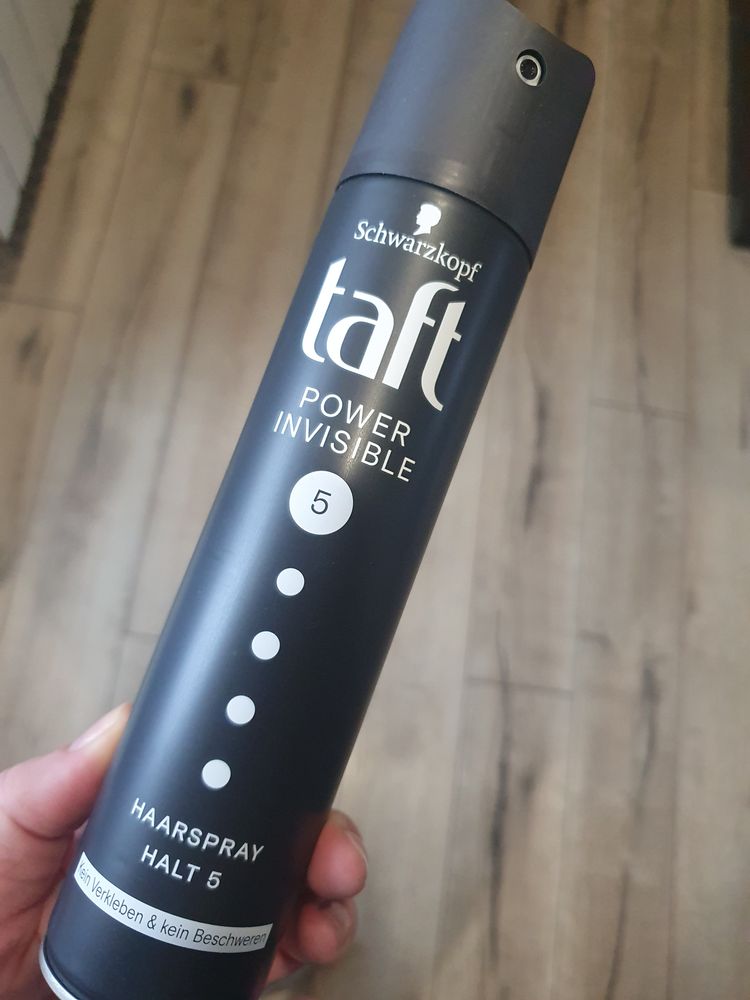 Schwarzkopf
taft
POWER
INVISIBLE
5
HAARSPRAY
HALT 5
Kein Verkleben & kein Beschweren